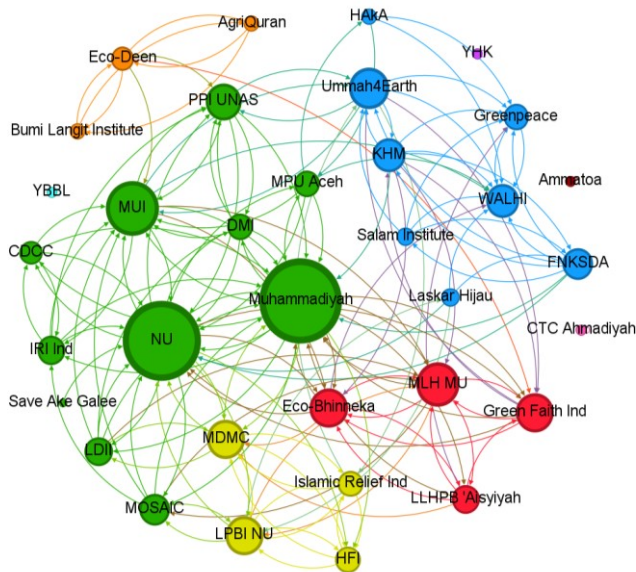 HAkA
AgriQuran
YHK
Eco-Deen
Ummah4Earth
PPI UNAS
Greenpeace
Bumi Langit Institute
KHM
MPU Aceh
Ammatoa
YBBL
WALHI
MUI
DMI
Salam Institute
CDCC
FNKSDA
Laskar Hijau
Muhammadiyah
CTC Ahmadiyah
NU
IRI Ind
MLH MU
Save Ake Galee
Eco-Bhinneka
Green Faith Ind
MDMC
LDII
Islamic Relief Ind
LLHPB 'Aisyiyah
MOSAIC
LPBI NU
HFI